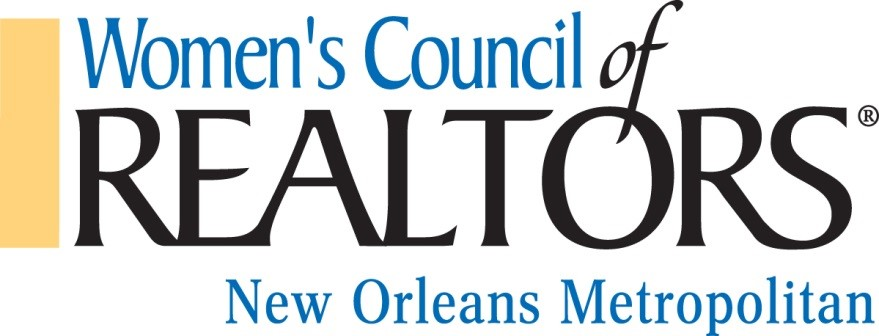 Women's Council of
REALTORS®
New Orleans Metropolitan